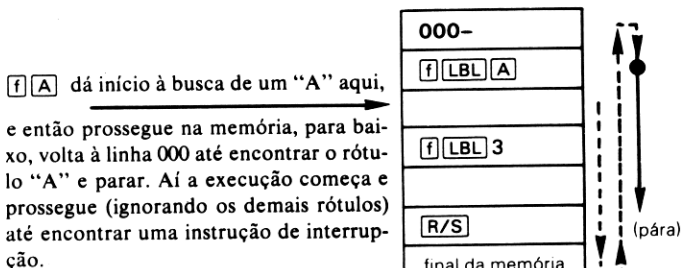 f A dá início à busca de um “A” aqui,
e então prossegue na memória, para bai-
xo, volta à linha 000 até encontrar o rótu-
lo “A” e parar. Aí a execução começa e
prossegue (ignorando os demais rótulos)
até encontrar uma instrução de interrup-
ção.
000–
f LBL A
f LBL 3
R/S
final da memória
(pára)